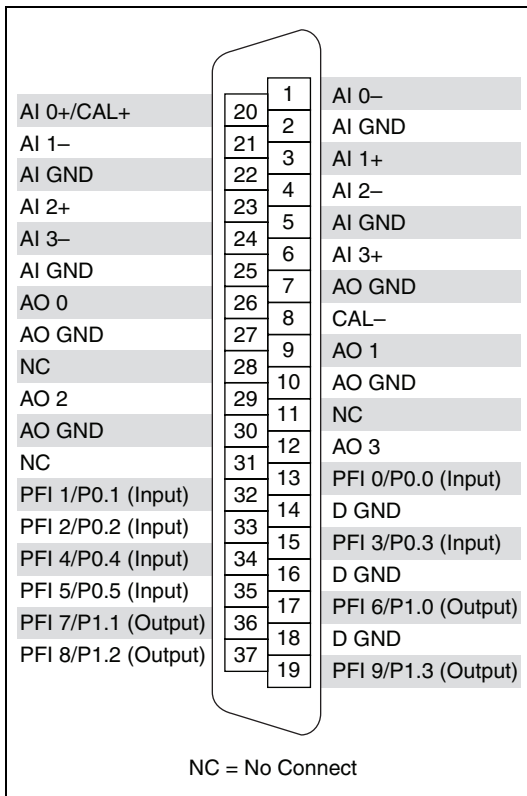 AI 0+/CAL+
AI 1–
AI GND
AI 2+
AI 3–
AI GND
AO 0
AO GND
NC
AO 2
AO GND
NC
PFI 1/P0.1 (Input)
PFI 2/P0.2 (Input)
PFI 4/P0.4 (Input)
PFI 5/P0.5 (Input)
PFI 7/P1.1 (Output)
PFI 8/P1.2 (Output)
20
21
22
23
24
25
26
27
28
29
30
31
32
33
34
35
36
37
1
2
3
4
5
6
7
8
9
10
11
12
13
14
15
16
17
18
19
AI 0–
AI GND
AI 1+
AI 2–
AI GND
AI 3+
AO GND
CAL–
AO 1
AO GND
NC
AO 3
PFI 0/P0.0 (Input)
D GND
PFI 3/P0.3 (Input)
D GND
PFI 6/P1.0 (Output)
D GND
PFI 9/P1.3 (Output)
NC = No Connect